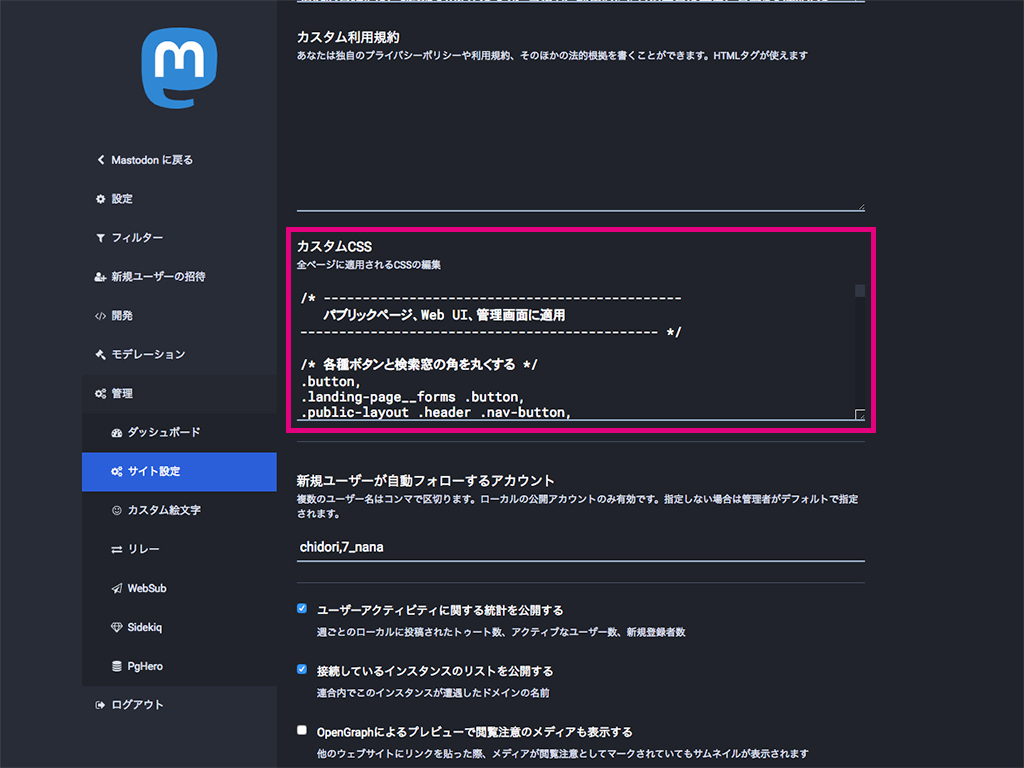 Mastodon に戻る
設定
フィルター
新規ユーザーの招待
開発
モデレーション
管理
ダッシュボード
サイト設定
カスタム絵文字
リレー
WebSub
Sidekiq
PgHero
ログアウト
カスタム利用規約
あなたは独自のプライバシーポリシーや利用規約、そのほかの法的根拠を書くことができます。HTMLタグが使えます
カスタムCSS
全ページに適用されるCSSの編集
/* ----------------------------------------------
パブリックページ、Web UI、管理画面に適用
---------------------------------------------- */
/* 各種ボタンと検索窓の角を丸くする */
.button,
.landing-page__forms .button,
.public-layout .header .nav-button,
新規ユーザーが自動フォローするアカウント
複数のユーザー名はコンマで区切ります。ローカルの公開アカウントのみ有効です。指定しない場合は管理者がデフォルトで指定
されます。
chidori,7_nana
ユーザーアクティビティに関する統計を公開する
週ごとのローカルに投稿されたトゥート数、アクティブなユーザー数、新規登録者数
接続しているインスタンスのリストを公開する
連合内でこのインスタンスが遭遇したドメインの名前
OpenGraphによるプレビューで閲覧注意のメディアも表示する
他のウェブサイトにリンクを貼った際、メディアが閲覧注意としてマークされていてもサムネイルが表示されます